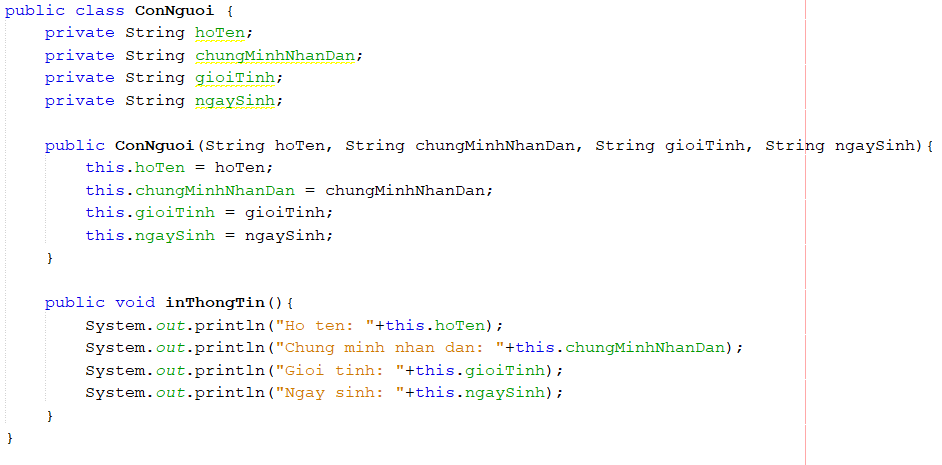 public class ConNguoi {
    private String hoTen;
    private String chungMinhNhanDan;
    private String gioiTinh;
    private String ngaySinh;

    public ConNguoi(String hoTen, String chungMinhNhanDan, String gioiTinh, String ngaySinh){
        this.hoTen = hoTen;
        this.chungMinhNhanDan = chungMinhNhanDan;
        this.gioiTinh = gioiTinh;
        this.ngaySinh = ngaySinh;
    }

    public void inThongTin(){
        System.out.println("Ho ten: "+this.hoTen);
        System.out.println("Chung minh nhan dan: "+this.chungMinhNhanDan);
        System.out.println("Gioi tinh: "+this.gioiTinh);
        System.out.println("Ngay sinh: "+this.ngaySinh);
    }
}